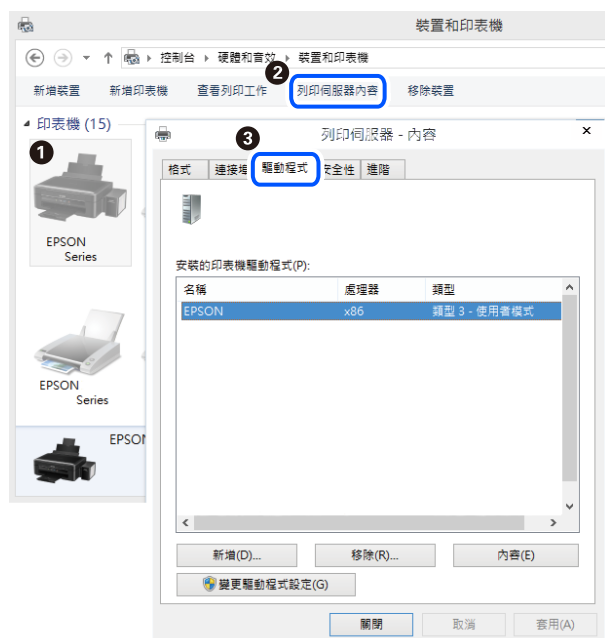 裝置和印表機
控制台 硬體和音效 裝置和印表機
2
新增裝置 新增印表機 查看列印工作 列印伺服器內容 移除裝置
印表機 (15)
1
EPSON
Series
EPSON
Series
EPSON
3
列印伺服器 - 內容
格式 連接埠 驅動程式 安全性 進階
安裝的印表機驅動程式(P):
名稱 處理器 類型
EPSON x86 類型 3 - 使用者模式
新增(D)... 移除(R)... 內容(E)
變更驅動程式設定(G)
關閉 取消 套用(A)